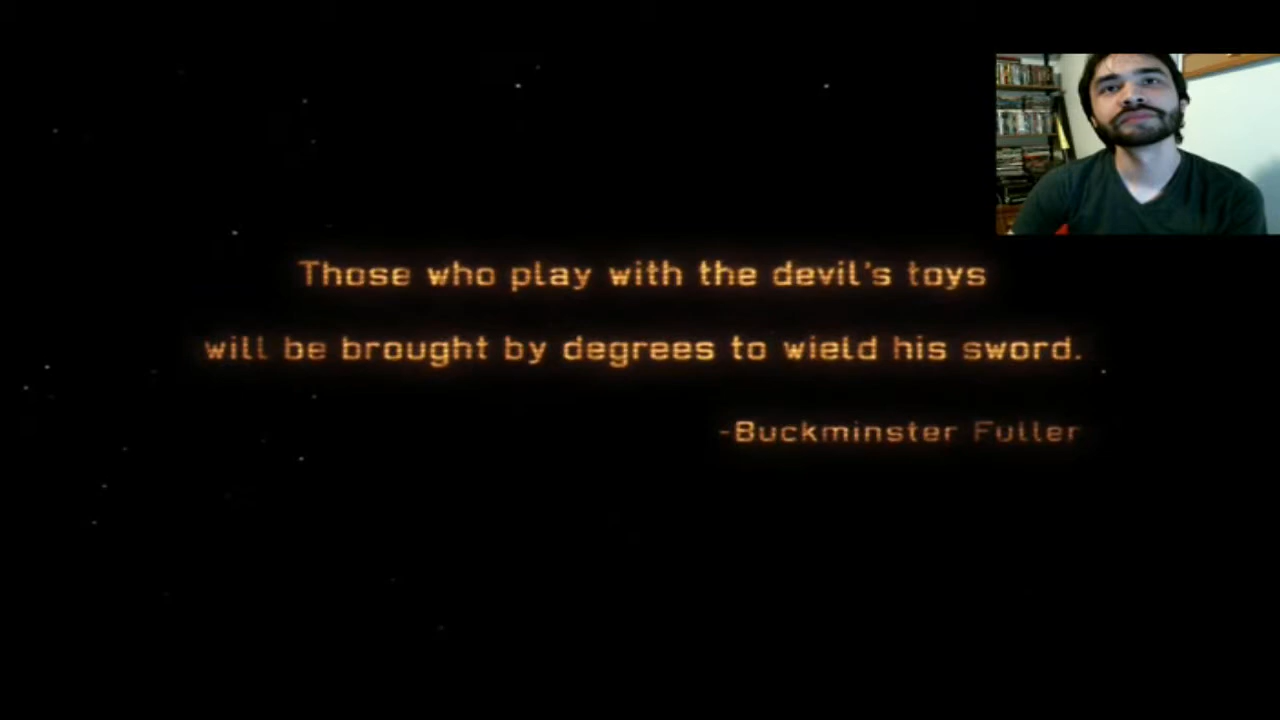 Those who play with the devil's toys
will be brought by degrees to wield his sword.
-Buckminster Fuller